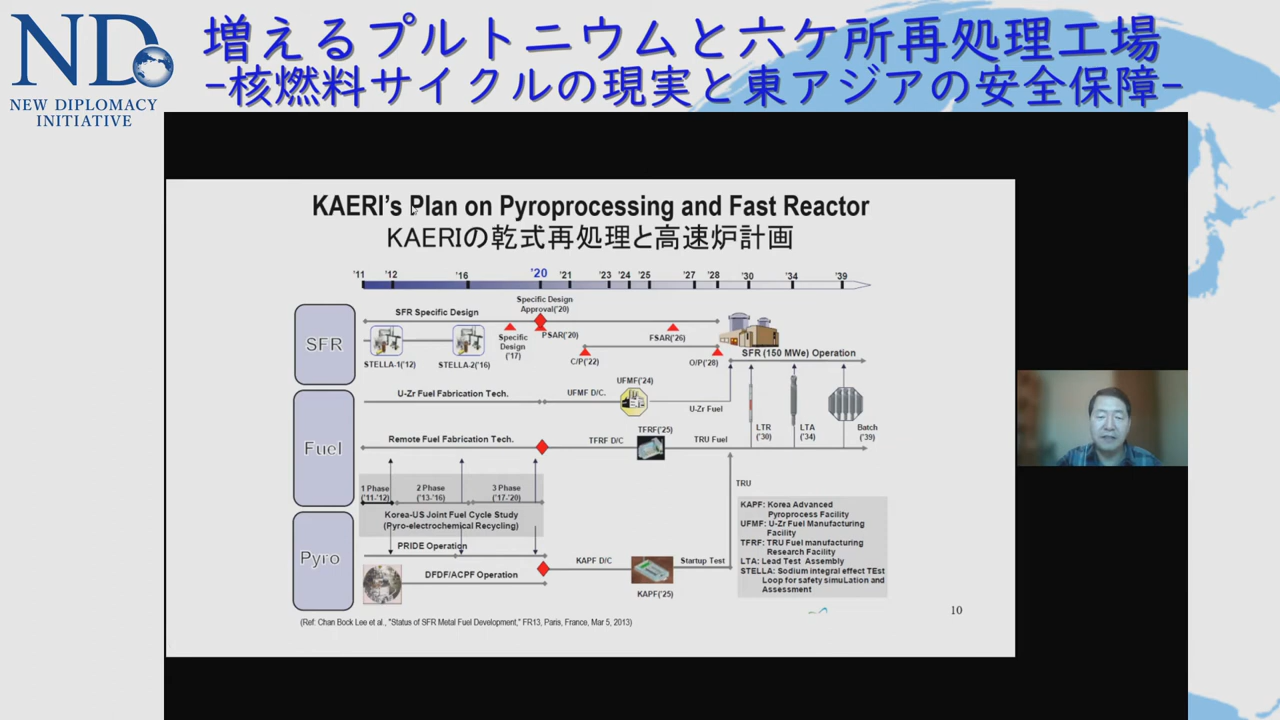 ND
NEW DIPLOMACY
INITIATIVE
増えるプルトニウムと六ケ所再処理工場
-核燃料サイクルの現実と東アジアの安全保障-
KAERI's Plan on Pyroprocessing and Fast Reactor
KAERIの乾式再処理と高速炉計画
'11 '12 '16 '20 '21 '23 '24 '25 '27 '28 '30 '34 '39
SFR
SFR Specific Design
Specific Design
Approval('20)
STELLA-1('12)
STELLA-2('16)
Specific
Design
('17)
PSAR('20)
C/P('22)
FSAR('26)
O/P('28)
SFR (150 MWe) Operation
Fuel
U-Zr Fuel Fabrication Tech.
UFMF D/C.
UFMF('24)
U-Zr Fuel
Remote Fuel Fabrication Tech.
TFRF D/C
TFRF('25)
TRU Fuel
LTR
('30)
LTA
('34)
Batch
('39)
1 Phase
('11-'12)
2 Phase
('13-'16)
3 Phase
('17-'20)
Korea-US Joint Fuel Cycle Study
(Pyro-electrochemical Recycling)
Pyro
PRIDE Operation
DFDF/ACPF Operation
KAPF D/C
KAPF('25)
Startup Test
TRU
KAPF: Korea Advanced
Pyroprocess Facility
UFMF: U-Zr Fuel Manufacturing
Facility
TFRF: TRU Fuel manufacturing
Research Facility
LTA: Lead Test Assembly
STELLA: Sodium integral effect TEst
Loop for safety simuLation and
Assessment
10
(Ref: Chan Bock Lee et al., "Status of SFR Metal Fuel Development," FR13, Paris, France, Mar 5, 2013)